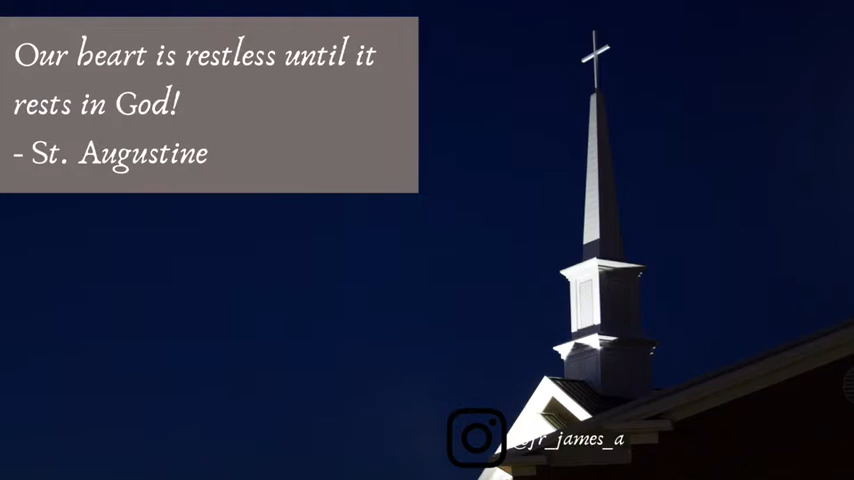 Our heart is restless until it
rests in God!
- St. Augustine
@fr_james_a